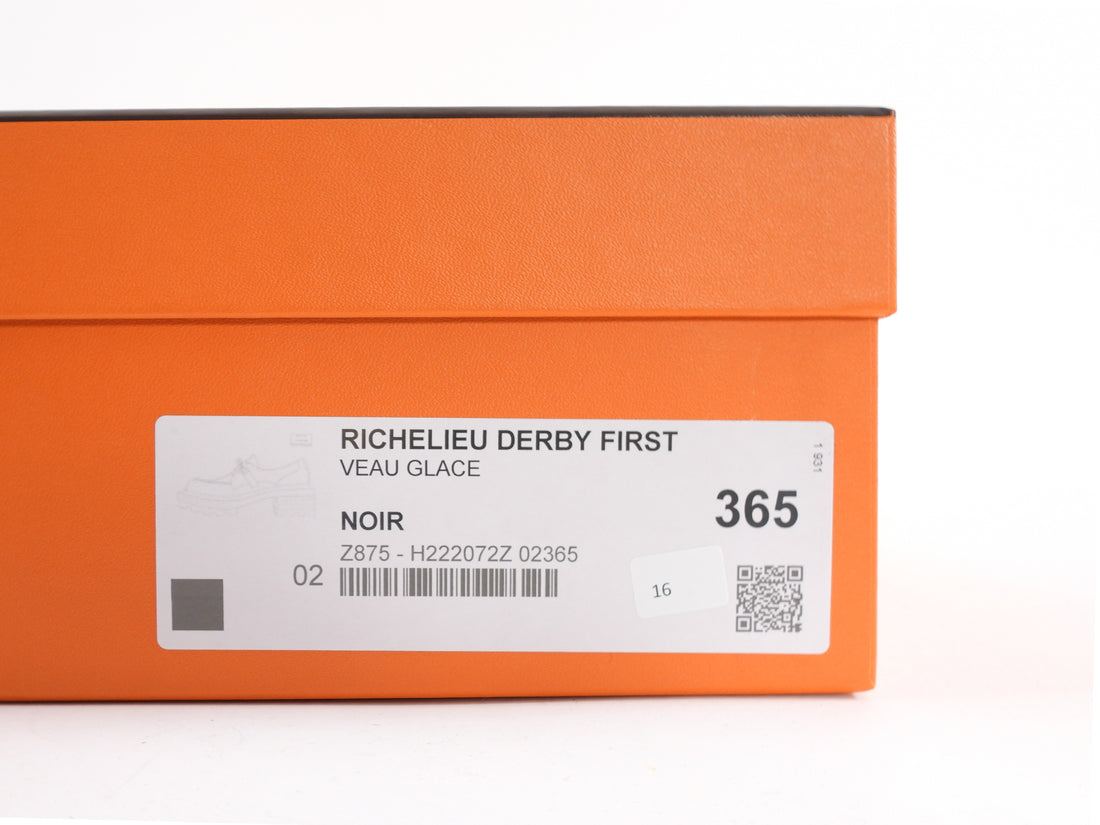 RICHELIEU DERBY FIRST
VEAU GLACE
1 931
NOIR
365
Z875 - H222072Z 02365
02
16